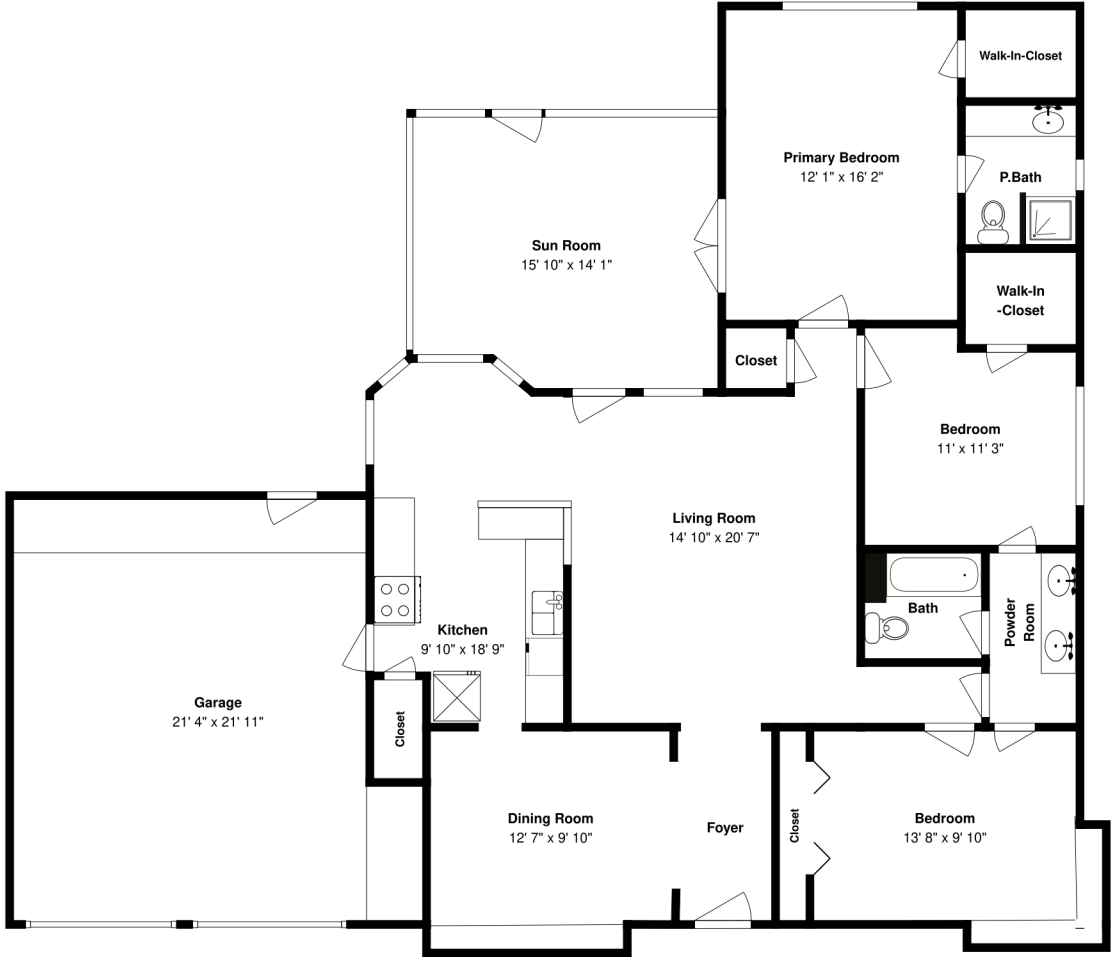 Walk-In-Closet
Primary Bedroom
12' 1" x 16' 2"
P.Bath
Sun Room
15' 10" x 14' 1"
Walk-In
-Closet
Closet
Bedroom
11' x 11' 3"
Living Room
14' 10" x 20' 7"
Bath
Powder
Room
Kitchen
9' 10" x 18' 9"
Garage
21' 4" x 21' 11"
Closet
Dining Room
12' 7" x 9' 10"
Foyer
Closet
Bedroom
13' 8" x 9' 10"